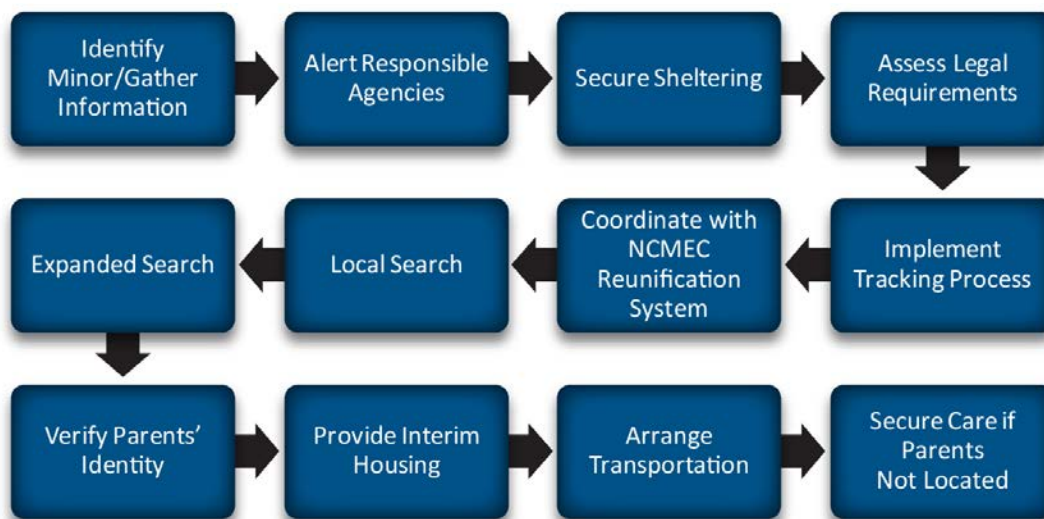 Identify
Minor/Gather
Information
Alert Responsible
Agencies
Secure Sheltering
Assess Legal
Requirements
Implement
Tracking Process
Coordinate with
NCMEC
Reunification
System
Local Search
Expanded Search
Verify Parents’
Identity
Provide Interim
Housing
Arrange
Transportation
Secure Care if
Parents
Not Located